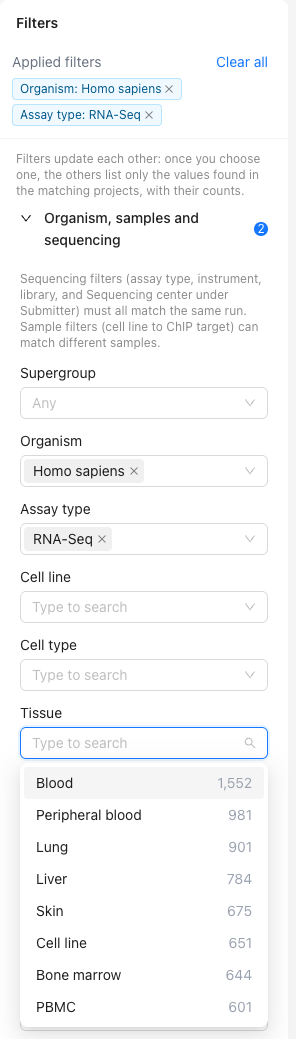 Filters
Applied filters Clear all
Organism: Homo sapiens ×
Assay type: RNA-Seq ×
Filters update each other: once you choose
one, the others list only the values found in
the matching projects, with their counts.
Organism, samples and
sequencing 2
Sequencing filters (assay type, instrument,
library, and Sequencing center under
Submitter) must all match the same run.
Sample filters (cell line to ChIP target) can
match different samples.
Supergroup
Any
Organism
Homo sapiens ×
Assay type
RNA-Seq ×
Cell line
Type to search
Cell type
Type to search
Tissue
Type to search
Blood 1,552
Peripheral blood 981
Lung 901
Liver 784
Skin 675
Cell line 651
Bone marrow 644
PBMC 601